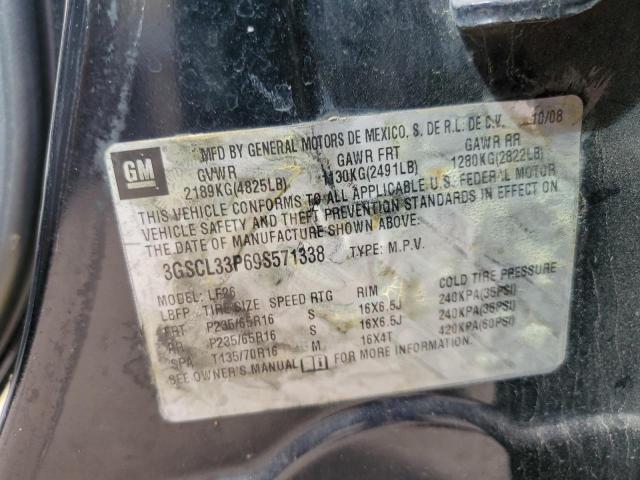 GM
MFD BY GENERAL MOTORS DE MEXICO, S. DE R.L. DE C.V. 10/08
GVWR GAWR FRT GAWR RR
2189KG(4825LB) 1130KG(2491LB) 1280KG(2822LB)
THIS VEHICLE CONFORMS TO ALL APPLICABLE U.S. FEDERAL MOTOR
VEHICLE SAFETY AND THEFT PREVENTION STANDARDS IN EFFECT ON
THE DATE OF MANUFACTURE SHOWN ABOVE.
3GSCL33P69S571338 TYPE: M.P.V.
MODEL: LF26
LBFP TIRE SIZE SPEED RTG RIM COLD TIRE PRESSURE
FRT P235/65R16 S 16X6.5J 240KPA(35PSI)
RR P235/65R16 S 16X6.5J 240KPA(35PSI)
SPA T135/70R16 M 16X4T 420KPA(60PSI)
SEE OWNER'S MANUAL FOR ADDITIONAL INFORMATION.